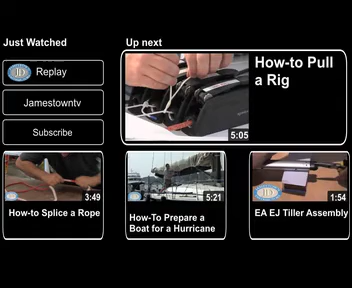 Just Watched
Up next
JD
Replay
Jamestowntv
Subscribe
How-to Pull
a Rig
5:05
3:49
How-to Splice a Rope
5:21
How-To Prepare a
Boat for a Hurricane
1:54
EA EJ Tiller Assembly